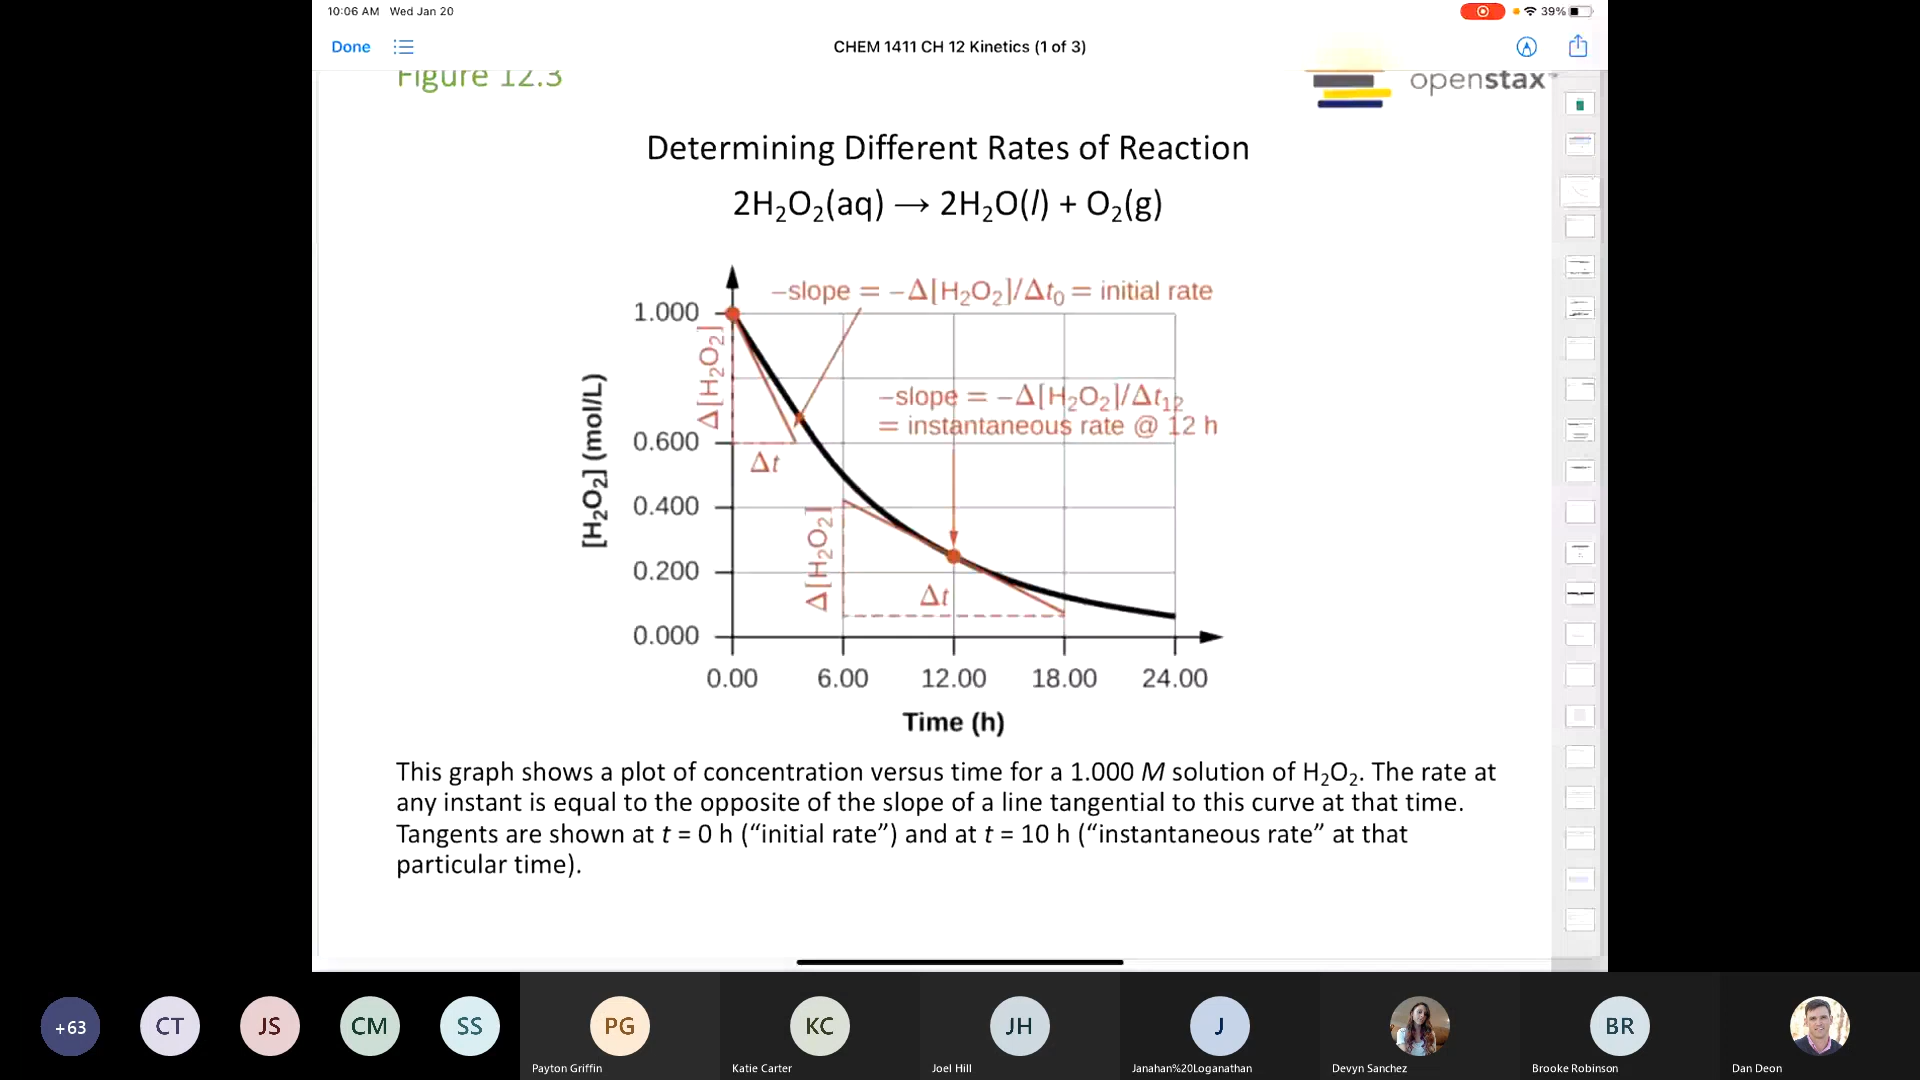 10:06 AM Wed Jan 20
39%
Done
CHEM 1411 CH 12 Kinetics (1 of 3)
Figure 12.3
openstax™
Determining Different Rates of Reaction
2H₂O₂(aq) → 2H₂O(l) + O₂(g)
−slope = −Δ[H₂O₂]/Δt₀ = initial rate
1.000
Δ[H₂O₂]
−slope = −Δ[H₂O₂]/Δt₁₂
= instantaneous rate @ 12 h
[H₂O₂] (mol/L)
0.600
Δt
0.400
Δ[H₂O₂]
0.200
Δt
0.000
0.00 6.00 12.00 18.00 24.00
Time (h)
This graph shows a plot of concentration versus time for a 1.000 M solution of H₂O₂. The rate at
any instant is equal to the opposite of the slope of a line tangential to this curve at that time.
Tangents are shown at t = 0 h (“initial rate”) and at t = 10 h (“instantaneous rate” at that
particular time).
+63 CT JS CM SS PG KC JH J BR
Payton Griffin Katie Carter Joel Hill Janahan%20Loganathan Devyn Sanchez Brooke Robinson Dan Deon